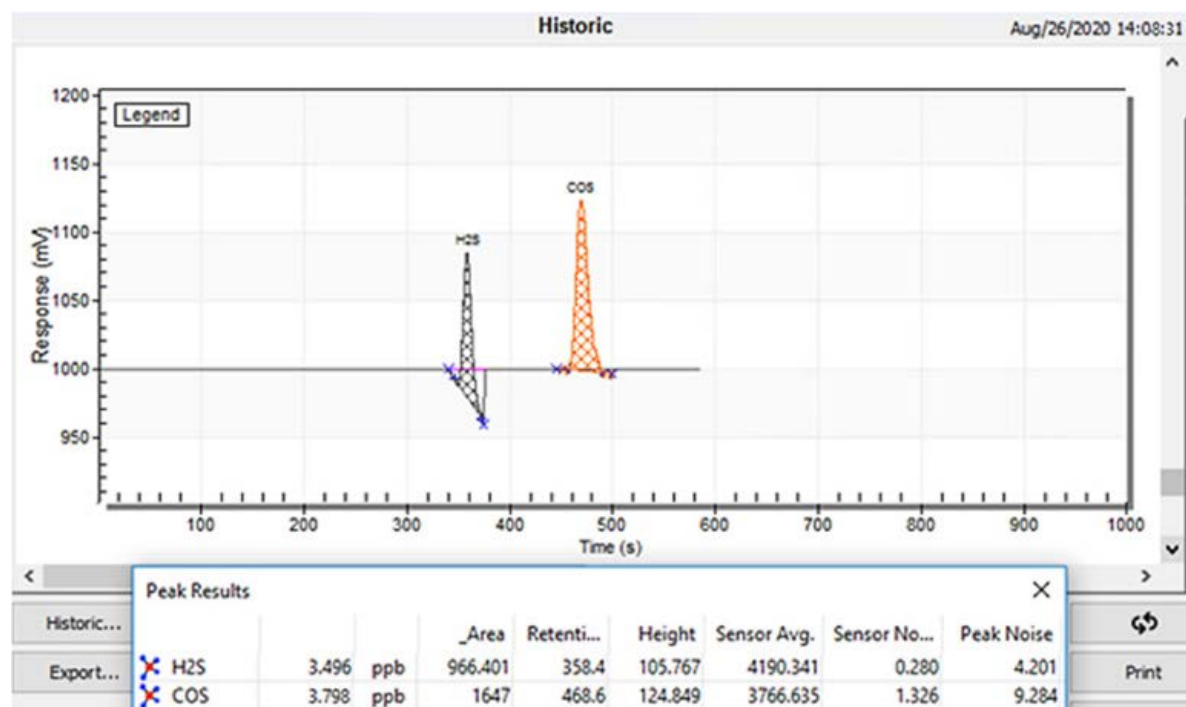 Historic
Aug/26/2020 14:08:31
Legend
1200
1150
1100
1050
1000
950
Response (mV)
H2S
COS
100 200 300 400 500 600 700 800 900 1000
Time (s)
Peak Results
_Area Retenti... Height Sensor Avg. Sensor No... Peak Noise
H2S 3.496 ppb 966.401 358.4 105.767 4190.341 0.280 4.201
COS 3.798 ppb 1647 468.6 124.849 3766.635 1.326 9.284
Historic...
Export...
Print